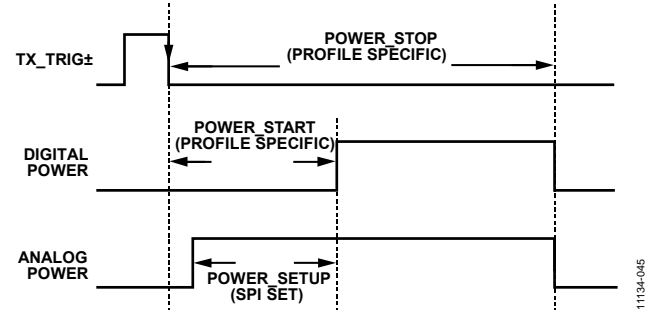 TX_TRIG±
POWER_STOP
(PROFILE SPECIFIC)
DIGITAL
POWER
POWER_START
(PROFILE SPECIFIC)
ANALOG
POWER
POWER_SETUP
(SPI SET)
11134-045